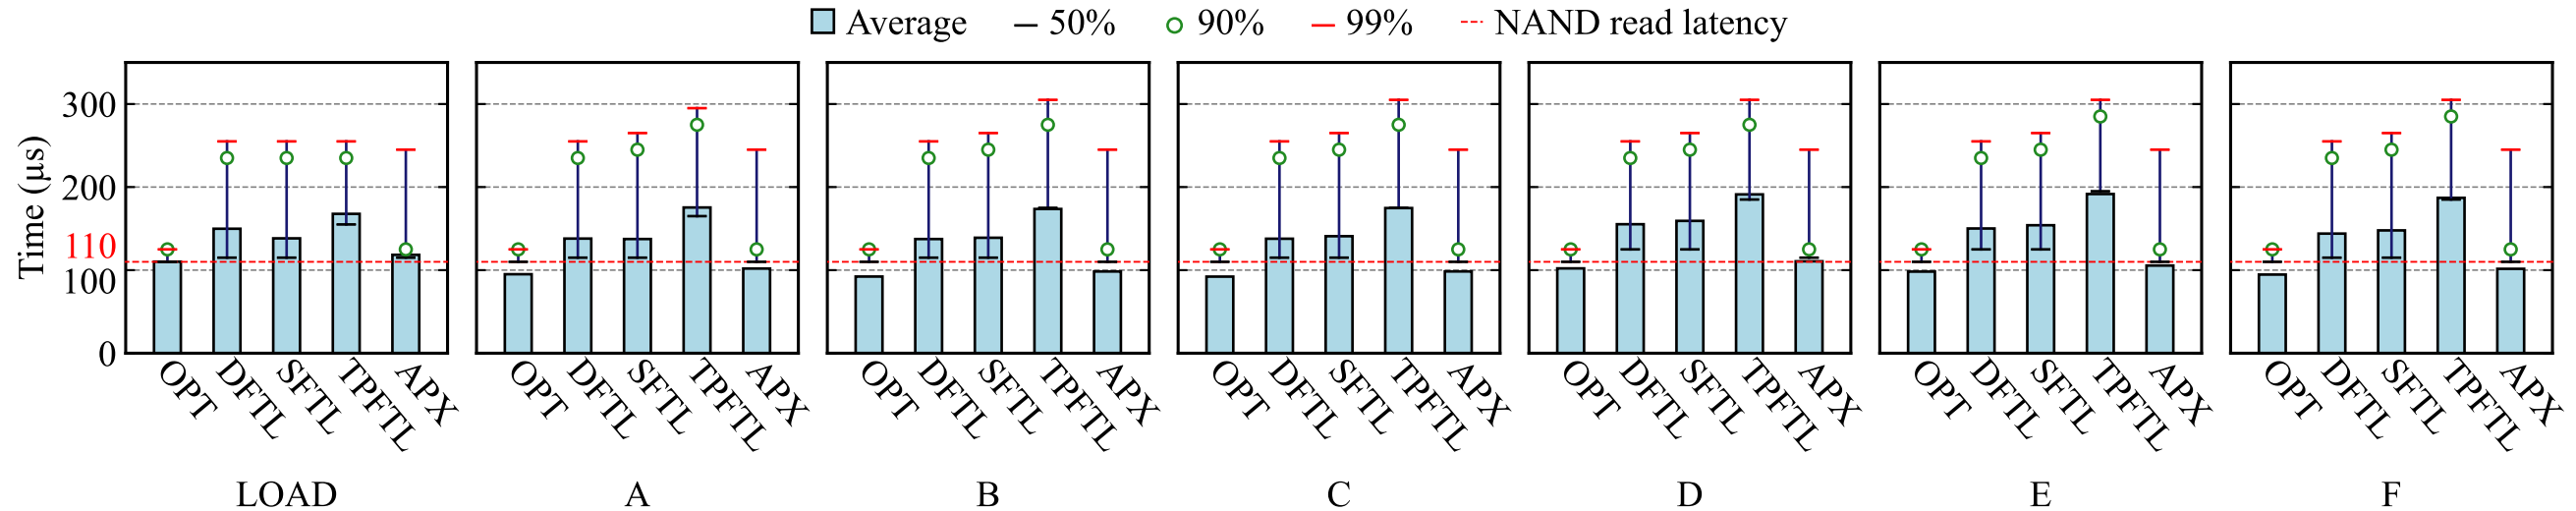 Average 50% 90% 99% NAND read latency
Time (μs)
300
200
110
100
0
OPT DFTL SFTL TPFTL APX OPT DFTL SFTL TPFTL APX OPT DFTL SFTL TPFTL APX OPT DFTL SFTL TPFTL APX OPT DFTL SFTL TPFTL APX OPT DFTL SFTL TPFTL APX OPT DFTL SFTL TPFTL APX
LOAD A B C D E F